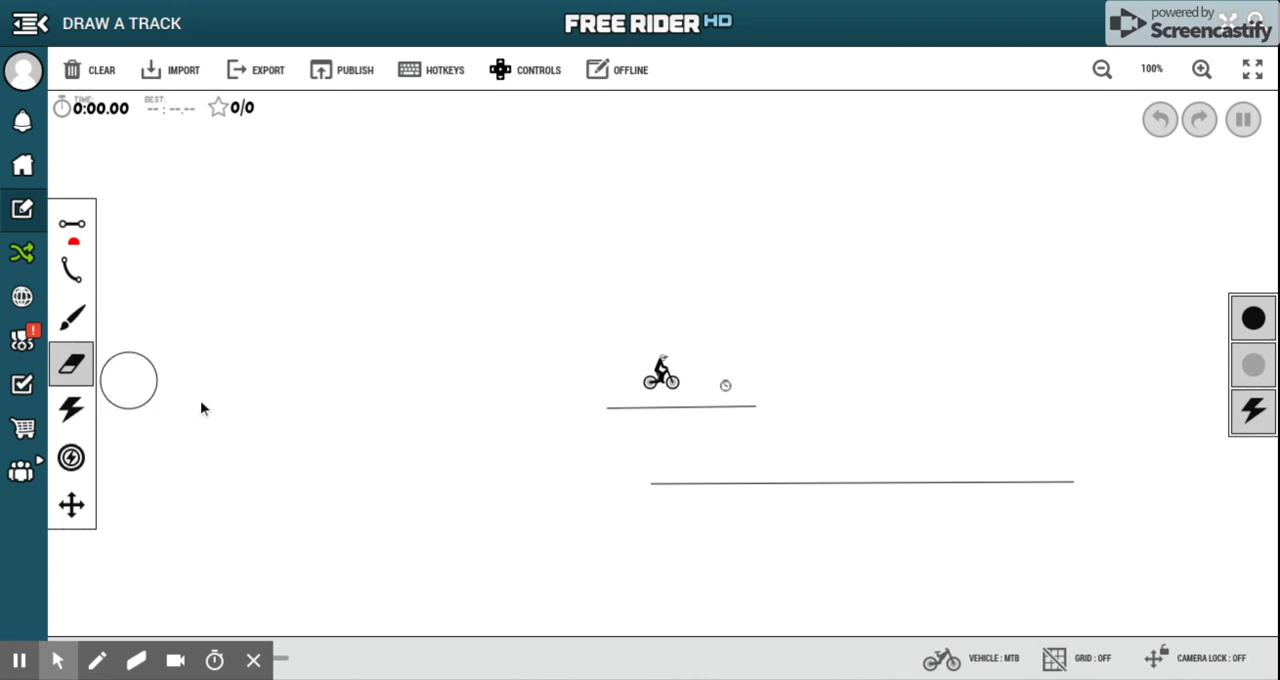 DRAW A TRACK
FREE RIDER HD
powered by
Screencastify
CLEAR
IMPORT
EXPORT
PUBLISH
HOTKEYS
CONTROLS
OFFLINE
100%
TIME:
0:00.00
BEST:
-- : --.--
0/0
!
VEHICLE : MTB
GRID : OFF
CAMERA LOCK : OFF